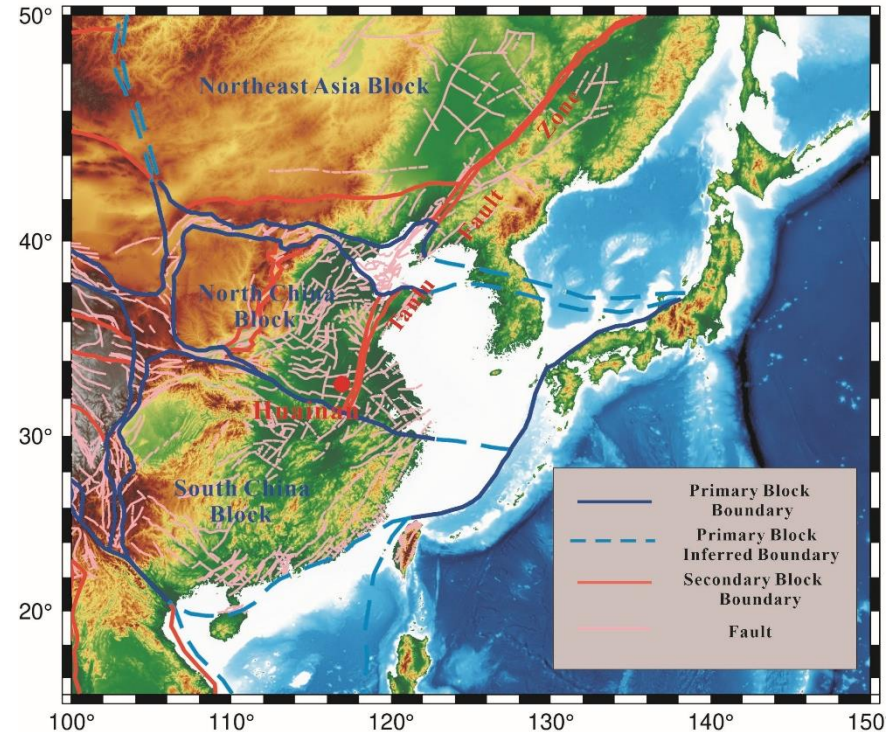 50°
40°
30°
20°
100°
110°
120°
130°
140°
150
Northeast Asia Block
North China
Block
South China
Block
Huainan
Tanlu
Fault
Zone
Primary Block
Boundary
Primary Block
Inferred Boundary
Secondary Block
Boundary
Fault